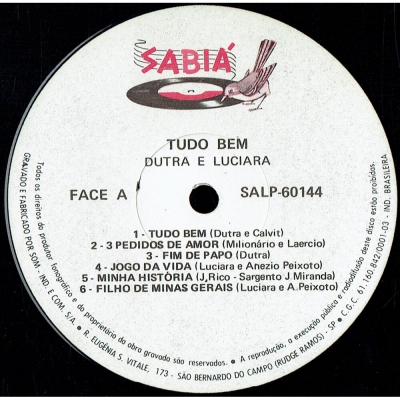 SABIÁ
TUDO BEM
DUTRA E LUCIARA
FACE A
SALP-60144
1 - TUDO BEM (Dutra e Calvit)
2 - 3 PEDIDOS DE AMOR (Milionário e Laercio)
3 - FIM DE PAPO (Dutra)
4 - JOGO DA VIDA (Luciara e Anezio Peixoto)
5 - MINHA HISTÓRIA (J,Rico - Sargento J Miranda)
6 - FILHO DE MINAS GERAIS (Luciara e A.Peixoto)
Todos os direitos do produtor fonográfico e do proprietário da obra gravada são reservados. • A reprodução, a execução pública e radiodifusão deste disco estão proibidos.
GRAVADO E FABRICADO POR SOM - IND. E COM. S/A. • R. EUGÊNIA S. VITALE, 173 - SÃO BERNARDO DO CAMPO (RUDGE RAMOS) - SP • C.G.C. 61.160.842/0001-03 - IND. BRASILEIRA